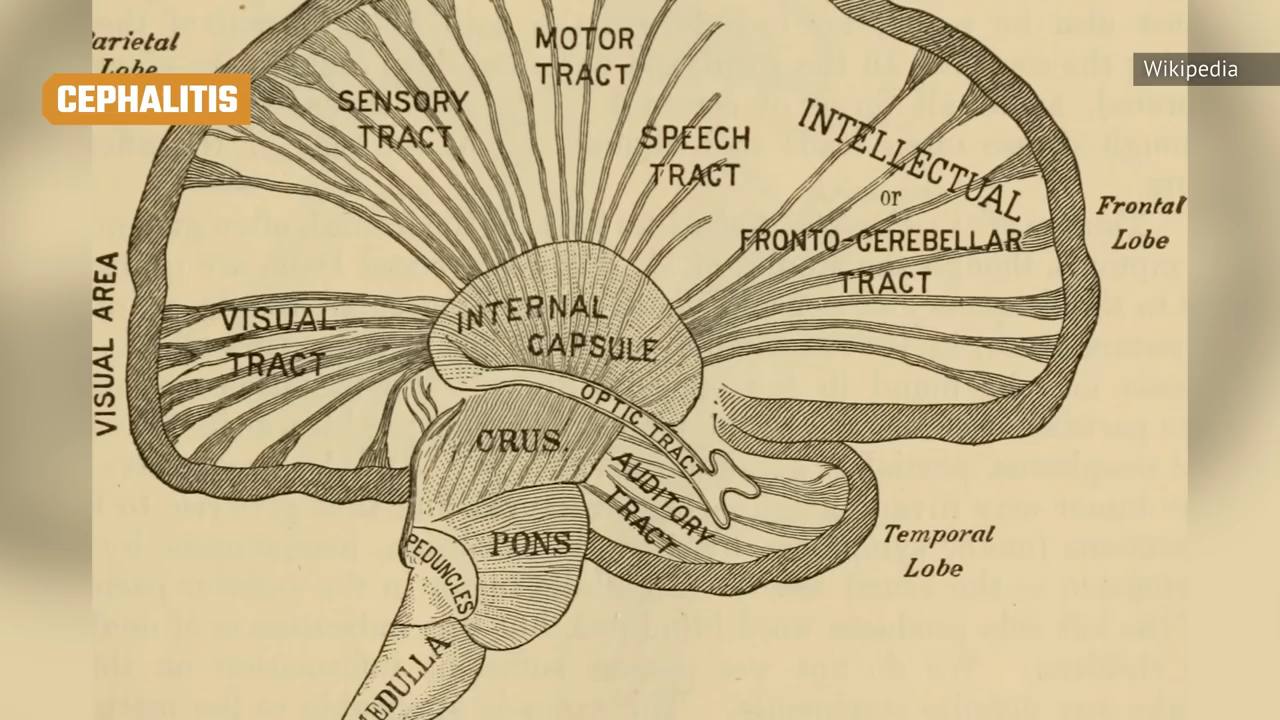 Parietal
Lobe
CEPHALITIS
Wikipedia
MOTOR
TRACT
SENSORY
TRACT
SPEECH
TRACT
INTELLECTUAL
or
FRONTO-CEREBELLAR
TRACT
Frontal
Lobe
VISUAL AREA
VISUAL
TRACT
INTERNAL
CAPSULE
OPTIC TRACT
CRUS.
AUDITORY
TRACT
PONS
PEDUNCLES
Temporal
Lobe
MEDULLA